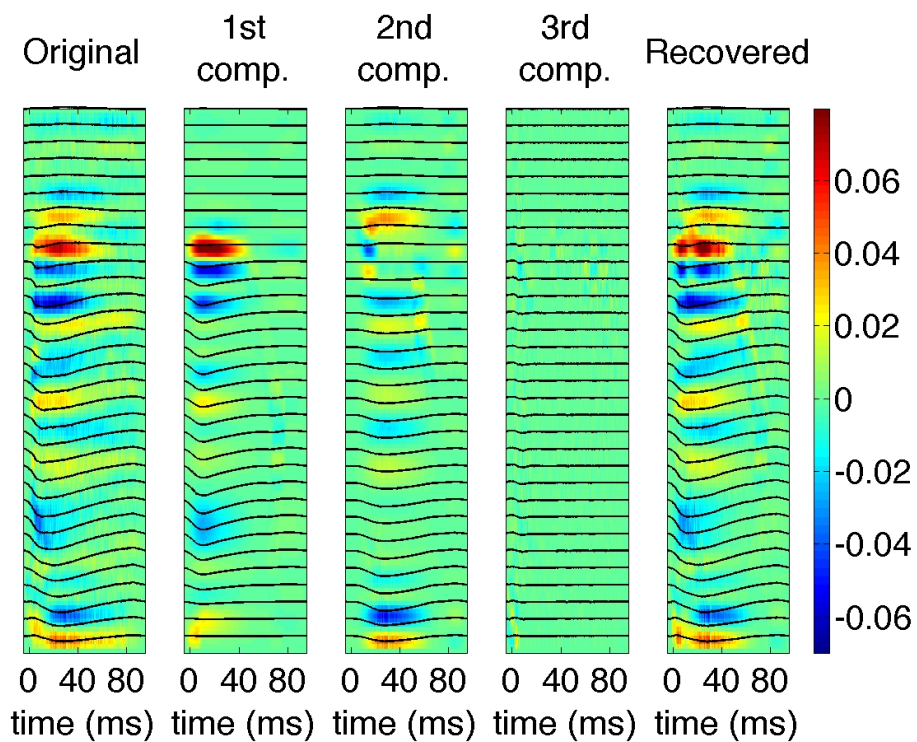 Original
1st
comp.
2nd
comp.
3rd
comp.
Recovered
0.06
0.04
0.02
0
-0.02
-0.04
-0.06
0 40 80
time (ms)
0 40 80
time (ms)
0 40 80
time (ms)
0 40 80
time (ms)
0 40 80
time (ms)